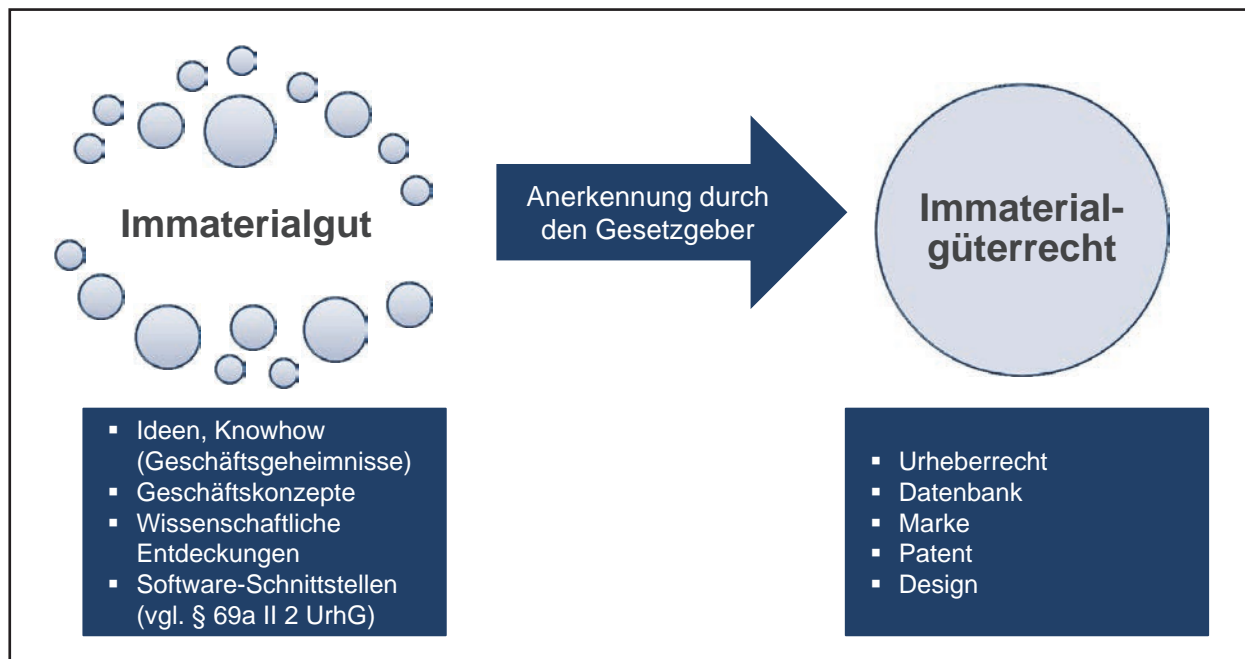 Immaterialgut
Anerkennung durch
den Gesetzgeber
Immaterial-
güterrecht
▪ Ideen, Knowhow
(Geschäftsgeheimnisse)
▪ Geschäftskonzepte
▪ Wissenschaftliche
Entdeckungen
▪ Software-Schnittstellen
(vgl. § 69a II 2 UrhG)
▪ Urheberrecht
▪ Datenbank
▪ Marke
▪ Patent
▪ Design